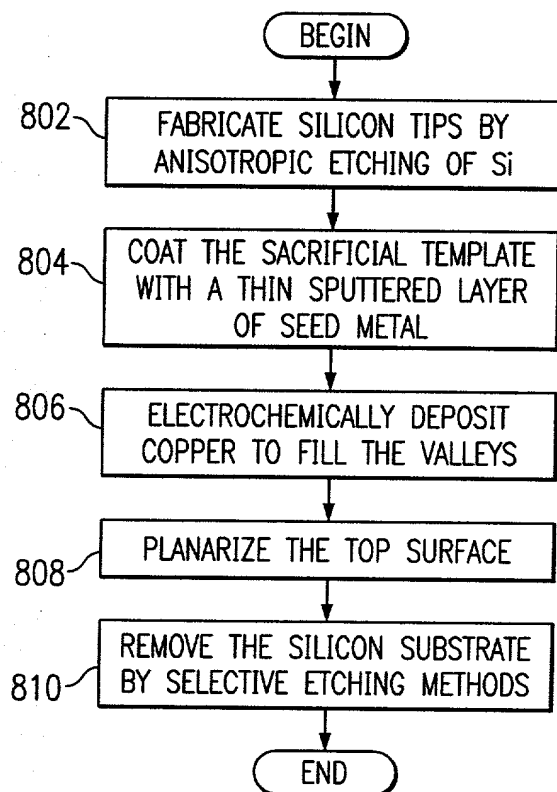 BEGIN
802
FABRICATE SILICON TIPS BY
ANISOTROPIC ETCHING OF Si
804
COAT THE SACRIFICIAL TEMPLATE
WITH A THIN SPUTTERED LAYER
OF SEED METAL
806
ELECTROCHEMICALLY DEPOSIT
COPPER TO FILL THE VALLEYS
808
PLANARIZE THE TOP SURFACE
810
REMOVE THE SILICON SUBSTRATE
BY SELECTIVE ETCHING METHODS
END